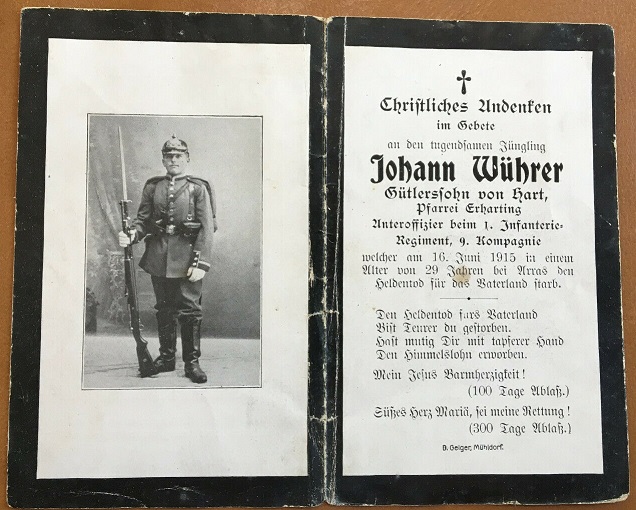 Christliches Andenken
im Gebete
an den tugendsamen Jüngling
Johann Wührer
Gütlerssohn von Hart,
Pfarrei Erharting
Unteroffizier beim 1. Infanterie-
Regiment, 9. Kompagnie
welcher am 16. Juni 1915 in einem
Alter von 29 Jahren bei Arras den
Heldentod für das Vaterland starb.
Den Heldentod fürs Vaterland
Bist Teurer du gestorben.
Hast mutig Dir mit tapferer Hand
Den Himmelslohn erworben.
Mein Jesus Barmherzigkeit!
(100 Tage Ablaß.)
Süßes Herz Mariä, sei meine Rettung!
(300 Tage Ablaß.)
D. Geiger, Mühldorf.